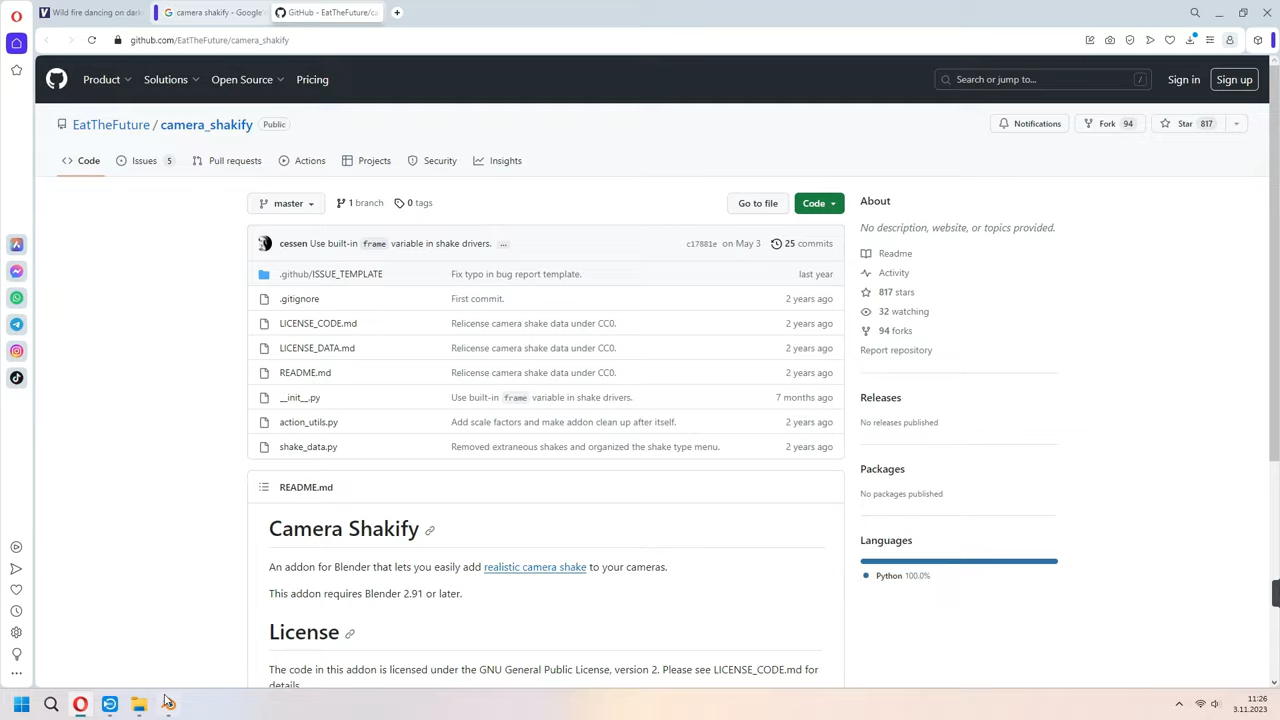 Wild fire dancing on dark
camera shakify - Google
GitHub - EatTheFuture/ca
github.com/EatTheFuture/camera_shakify
Product Solutions Open Source Pricing
Search or jump to... /
Sign in Sign up
EatTheFuture / camera_shakify Public
Notifications Fork 94 Star 817
Code Issues 5 Pull requests Actions Projects Security Insights
master 1 branch 0 tags Go to file Code
cessen Use built-in frame variable in shake drivers. ... c17881e on May 3 25 commits
.github/ISSUE_TEMPLATE Fix typo in bug report template. last year
.gitignore First commit. 2 years ago
LICENSE_CODE.md Relicense camera shake data under CC0. 2 years ago
LICENSE_DATA.md Relicense camera shake data under CC0. 2 years ago
README.md Relicense camera shake data under CC0. 2 years ago
__init__.py Use built-in frame variable in shake drivers. 7 months ago
action_utils.py Add scale factors and make addon clean up after itself. 2 years ago
shake_data.py Removed extraneous shakes and organized the shake type menu. 2 years ago
README.md
Camera Shakify
An addon for Blender that lets you easily add realistic camera shake to your cameras.
This addon requires Blender 2.91 or later.
License
The code in this addon is licensed under the GNU General Public License, version 2. Please see LICENSE_CODE.md for
details.
About
No description, website, or topics provided.
Readme
Activity
817 stars
32 watching
94 forks
Report repository
Releases
No releases published
Packages
No packages published
Languages
Python 100.0%
11:26
3.11.2023